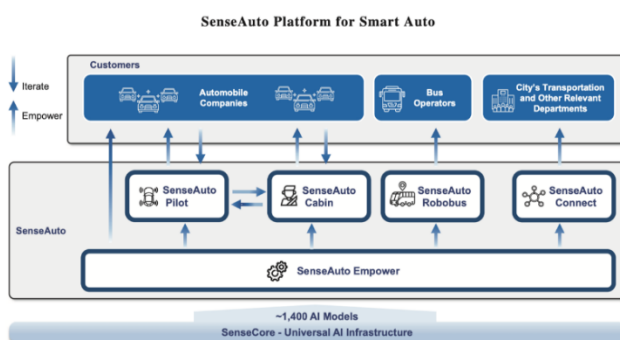 SenseAuto Platform for Smart Auto
Iterate
Empower
Customers
Automobile
Companies
Bus
Operators
City's Transportation
and Other Relevant
Departments
SenseAuto
SenseAuto
Pilot
SenseAuto
Cabin
SenseAuto
Robobus
SenseAuto
Connect
SenseAuto Empower
~1,400 AI Models
SenseCore - Universal AI Infrastructure